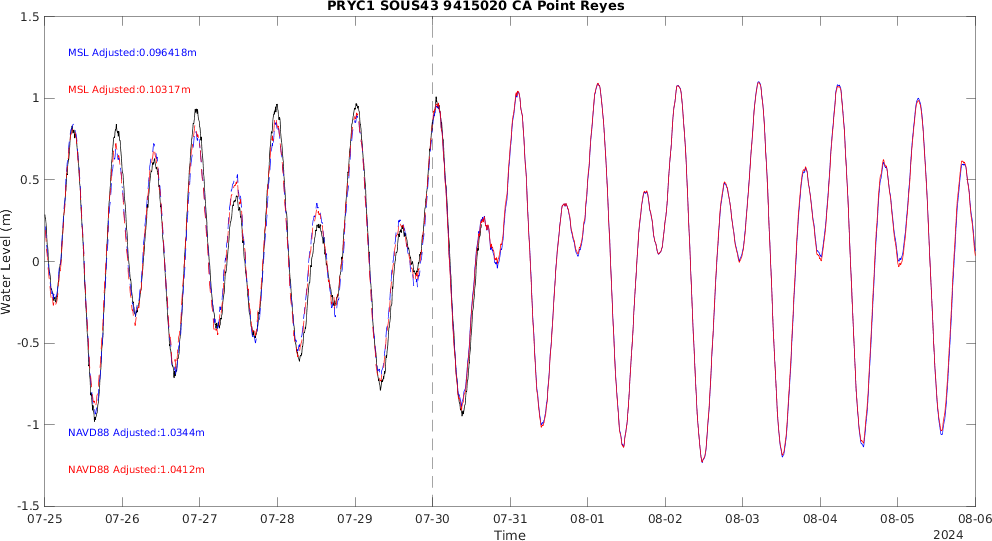 PRYC1 SOUS43 9415020 CA Point Reyes
1.5
MSL Adjusted:0.096418m
MSL Adjusted:0.10317m
1
0.5
0
-0.5
-1
-1.5
Water Level (m)
NAVD88 Adjusted:1.0344m
NAVD88 Adjusted:1.0412m
07-25 07-26 07-27 07-28 07-29 07-30 07-31 08-01 08-02 08-03 08-04 08-05 08-06
Time
2024